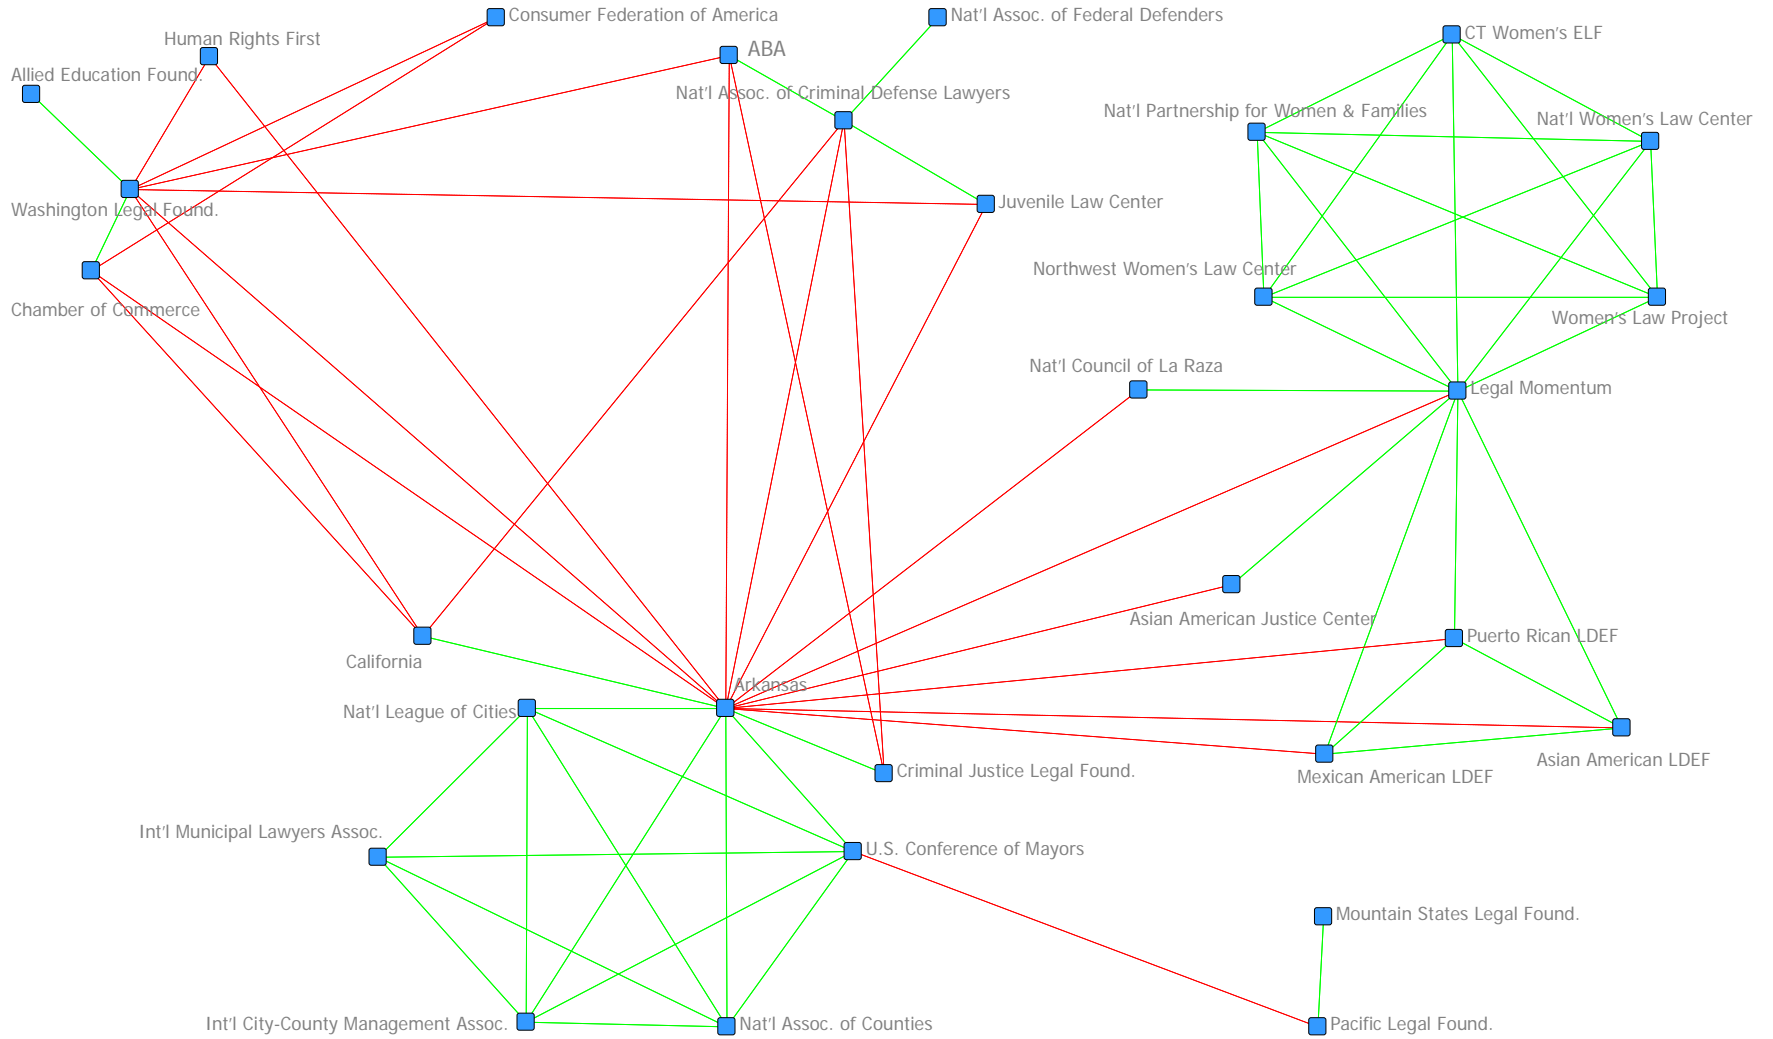 Consumer Federation of America
Nat'l Assoc. of Federal Defenders
CT Women's ELF
Human Rights First
ABA
Allied Education Found.
Nat'l Assoc. of Criminal Defense Lawyers
Nat'l Partnership for Women & Families
Nat'l Women's Law Center
Washington Legal Found.
Juvenile Law Center
Northwest Women's Law Center
Chamber of Commerce
Women's Law Project
Nat'l Council of La Raza
Legal Momentum
Asian American Justice Center
Puerto Rican LDEF
California
Arkansas
Nat'l League of Cities
Criminal Justice Legal Found.
Mexican American LDEF
Asian American LDEF
Int'l Municipal Lawyers Assoc.
U.S. Conference of Mayors
Mountain States Legal Found.
Int'l City-County Management Assoc.
Nat'l Assoc. of Counties
Pacific Legal Found.